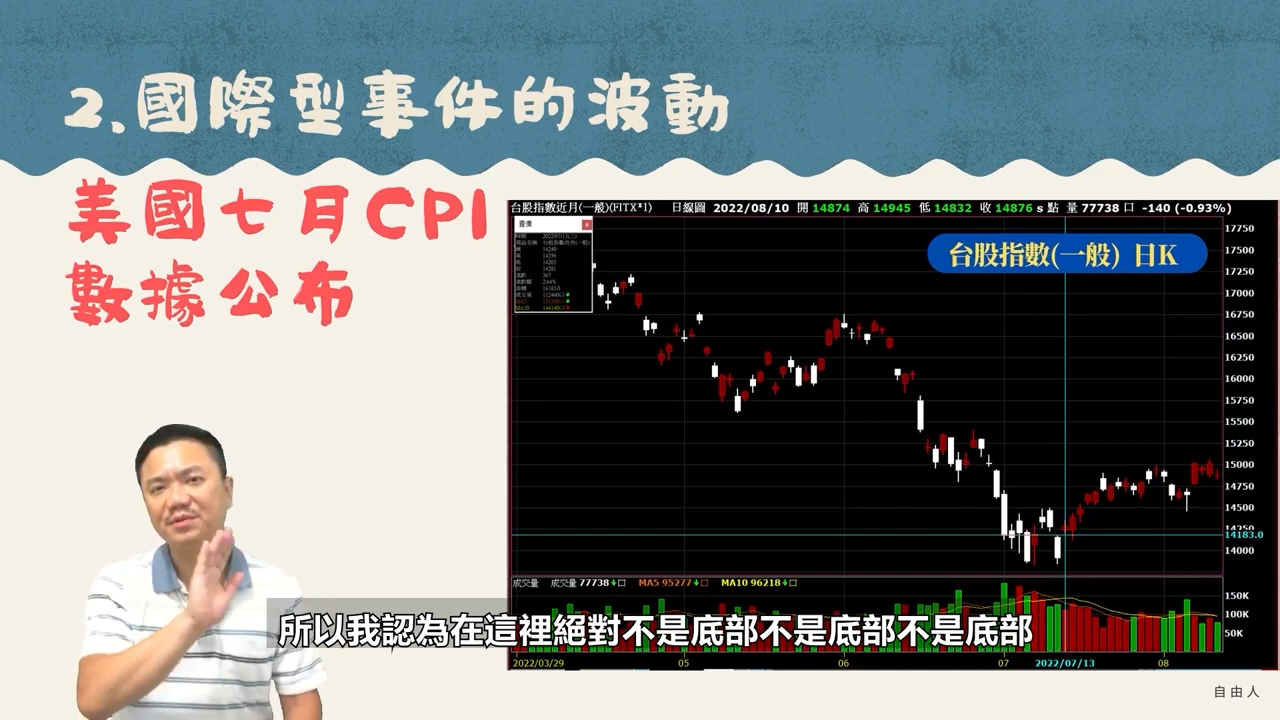 2.國際型事件的波動
美國七月CPI
數據公布
台股指數近月(一般)(FITX*1) 日線圖 2022/08/10 開 14874 高 14945 低 14832 收 14876 s 點 量 77738 口 -140 (-0.93%)
台股指數(一般) 日K
17750
17500
17250
17000
16750
16500
16250
16000
15750
15500
15250
15000
14750
14500
14250
14183.0
14000
成交量 成交量 77738↓口 MA5 95277↓口 MA10 96218↓口
150K
100K
50K
所以我認為在這裡絕對不是底部不是底部不是底部
2022/03/29 05 06 07 2022/07/13 08
自由人